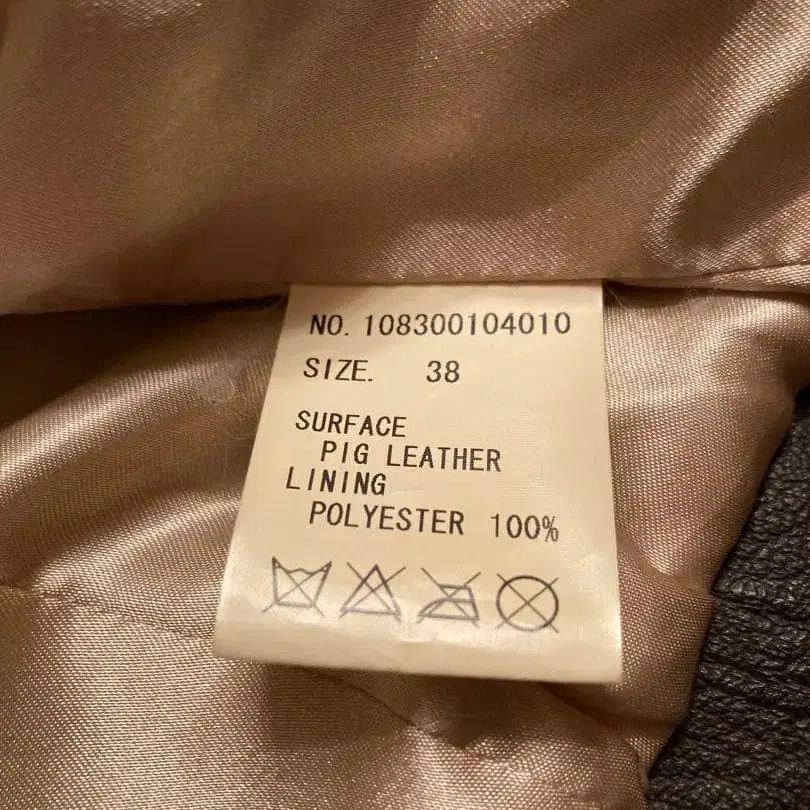 NO. 108300104010
SIZE. 38
SURFACE
PIG LEATHER
LINING
POLYESTER 100%